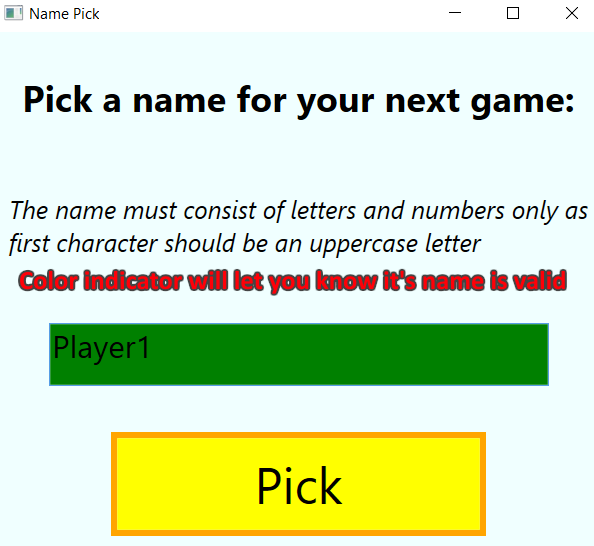 Name Pick
Pick a name for your next game:
The name must consist of letters and numbers only as
first character should be an uppercase letter
Color indicator will let you know it's name is valid
Player1
Pick